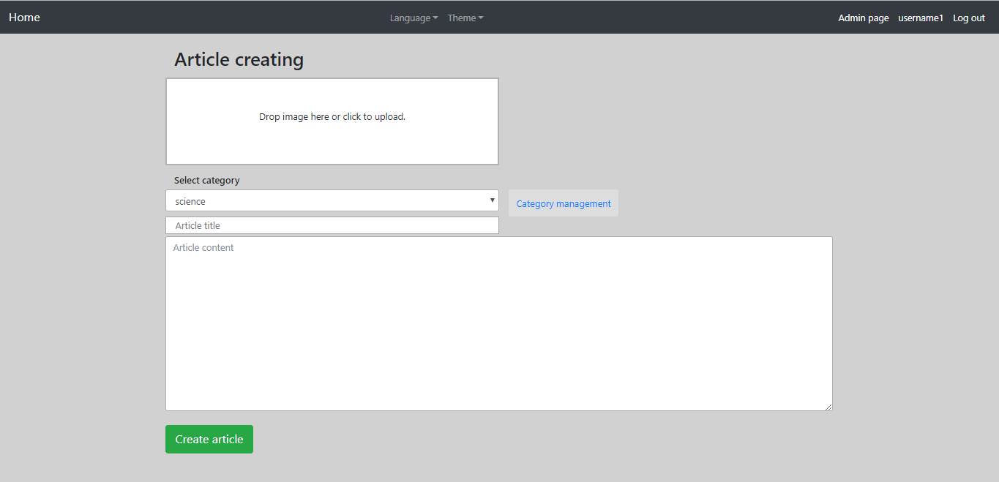 Home Language Theme Admin page username1 Log out
Article creating
Drop image here or click to upload.
Select category
science Category management
Article title
Article content
Create article